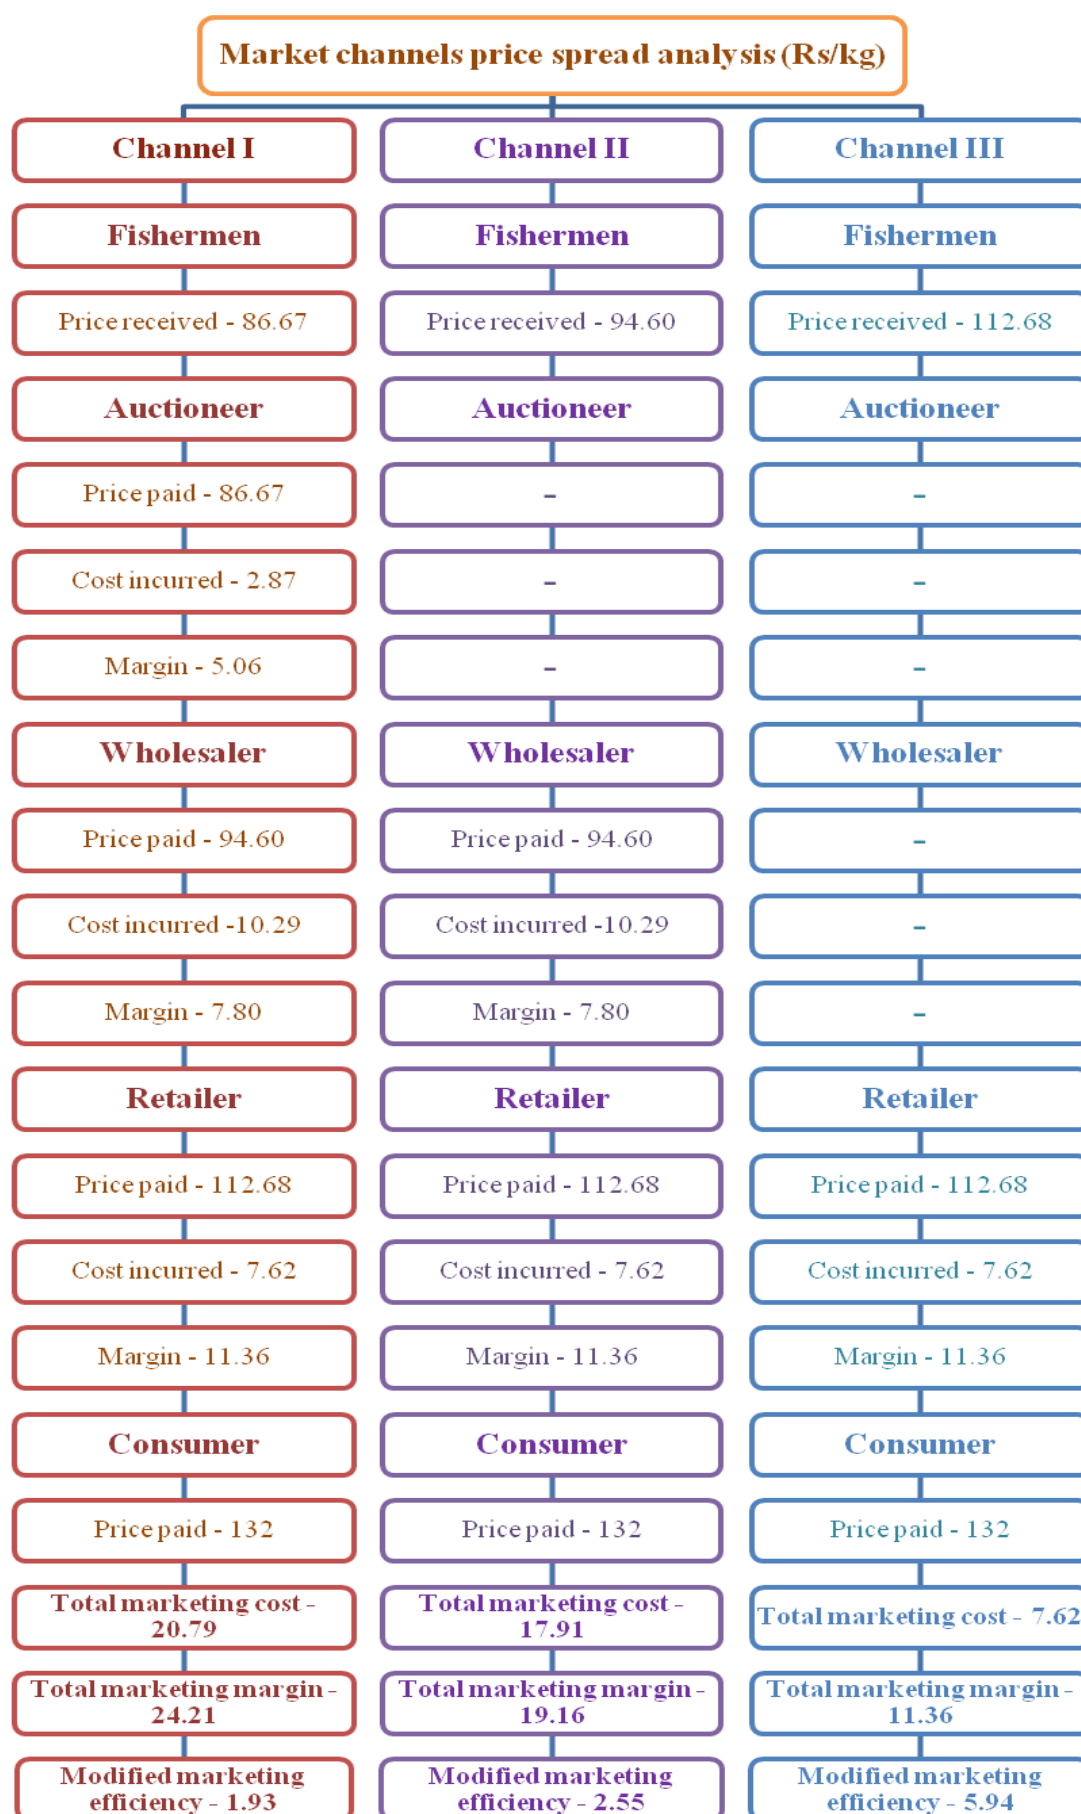 Market channels price spread analysis (Rs/kg)
Channel I
Fishermen
Price received - 86.67
Auctioneer
Price paid - 86.67
Cost incurred - 2.87
Margin - 5.06
Wholesaler
Price paid - 94.60
Cost incurred -10.29
Margin - 7.80
Retailer
Price paid - 112.68
Cost incurred - 7.62
Margin - 11.36
Consumer
Price paid - 132
Total marketing cost -
20.79
Total marketing margin -
24.21
Modified marketing
efficiency - 1.93
Channel II
Fishermen
Price received - 94.60
Auctioneer
-
-
-
Wholesaler
Price paid - 94.60
Cost incurred -10.29
Margin - 7.80
Retailer
Price paid - 112.68
Cost incurred - 7.62
Margin - 11.36
Consumer
Price paid - 132
Total marketing cost -
17.91
Total marketing margin -
19.16
Modified marketing
efficiency - 2.55
Channel III
Fishermen
Price received - 112.68
Auctioneer
-
-
-
Wholesaler
-
-
-
Retailer
Price paid - 112.68
Cost incurred - 7.62
Margin - 11.36
Consumer
Price paid - 132
Total marketing cost - 7.62
Total marketing margin -
11.36
Modified marketing
efficiency - 5.94